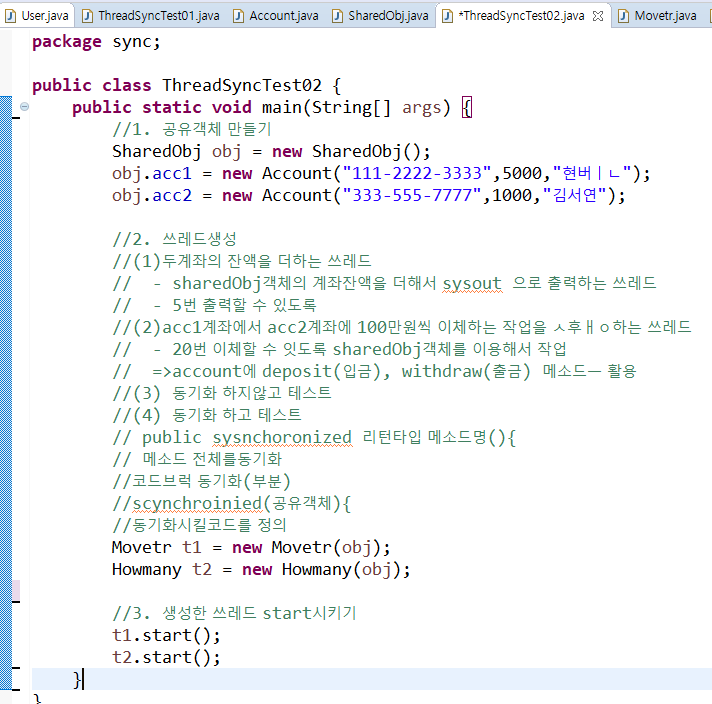 User.java ThreadSyncTest01.java Account.java SharedObj.java *ThreadSyncTest02.java Movetr.java
package sync;
public class ThreadSyncTest02 {
public static void main(String[] args) {
//1. 공유객체 만들기
SharedObj obj = new SharedObj();
obj.acc1 = new Account("111-2222-3333",5000,"현버ㅣㄴ");
obj.acc2 = new Account("333-555-7777",1000,"김서연");
//2. 쓰레드생성
//(1)두계좌의 잔액을 더하는 쓰레드
// - sharedObj객체의 계좌잔액을 더해서 sysout 으로 출력하는 쓰레드
// - 5번 출력할 수 있도록
//(2)acc1계좌에서 acc2계좌에 100만원씩 이체하는 작업을 ㅅ후ㅐㅇ하는 쓰레드
// - 20번 이체할 수 잇도록 sharedObj객체를 이용해서 작업
// =>account에 deposit(입금), withdraw(출금) 메소드ㅡ 활용
//(3) 동기화 하지않고 테스트
//(4) 동기화 하고 테스트
// public sysnchoronized 리턴타입 메소드명(){
// 메소드 전체를동기화
//코드브럭 동기화(부분)
//scynchroinied(공유객체){
//동기화시킬코드를 정의
Movetr t1 = new Movetr(obj);
Howmany t2 = new Howmany(obj);
//3. 생성한 쓰레드 start시키기
t1.start();
t2.start();
}
}